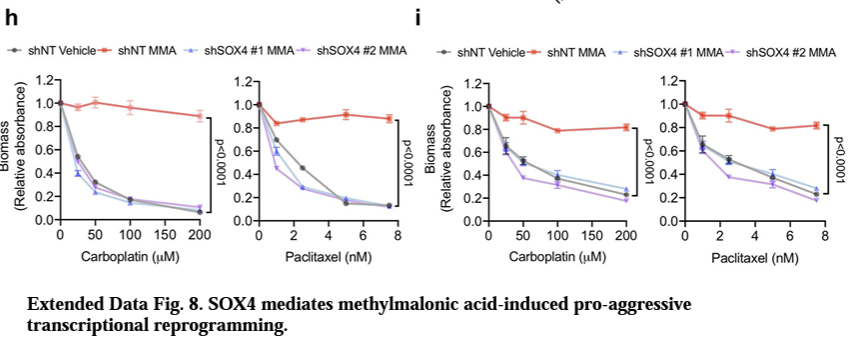 h
shNT Vehicle shNT MMA shSOX4 #1 MMA shSOX4 #2 MMA
Biomass
(Relative absorbance)
1.2
1.0
0.8
0.6
0.4
0.2
0.0
0 50 100 150 200
Carboplatin (μM)
p<0.0001
1.2
1.0
0.8
0.6
0.4
0.2
0.0
0 2 4 6 8
Paclitaxel (nM)
p<0.0001
i
shNT Vehicle shNT MMA shSOX4 #1 MMA shSOX4 #2 MMA
Biomass
(Relative absorbance)
1.2
1.0
0.8
0.6
0.4
0.2
0.0
0 50 100 150 200
Carboplatin (μM)
p<0.0001
1.2
1.0
0.8
0.6
0.4
0.2
0.0
0 2 4 6 8
Paclitaxel (nM)
p<0.0001
Extended Data Fig. 8. SOX4 mediates methylmalonic acid-induced pro-aggressive
transcriptional reprogramming.